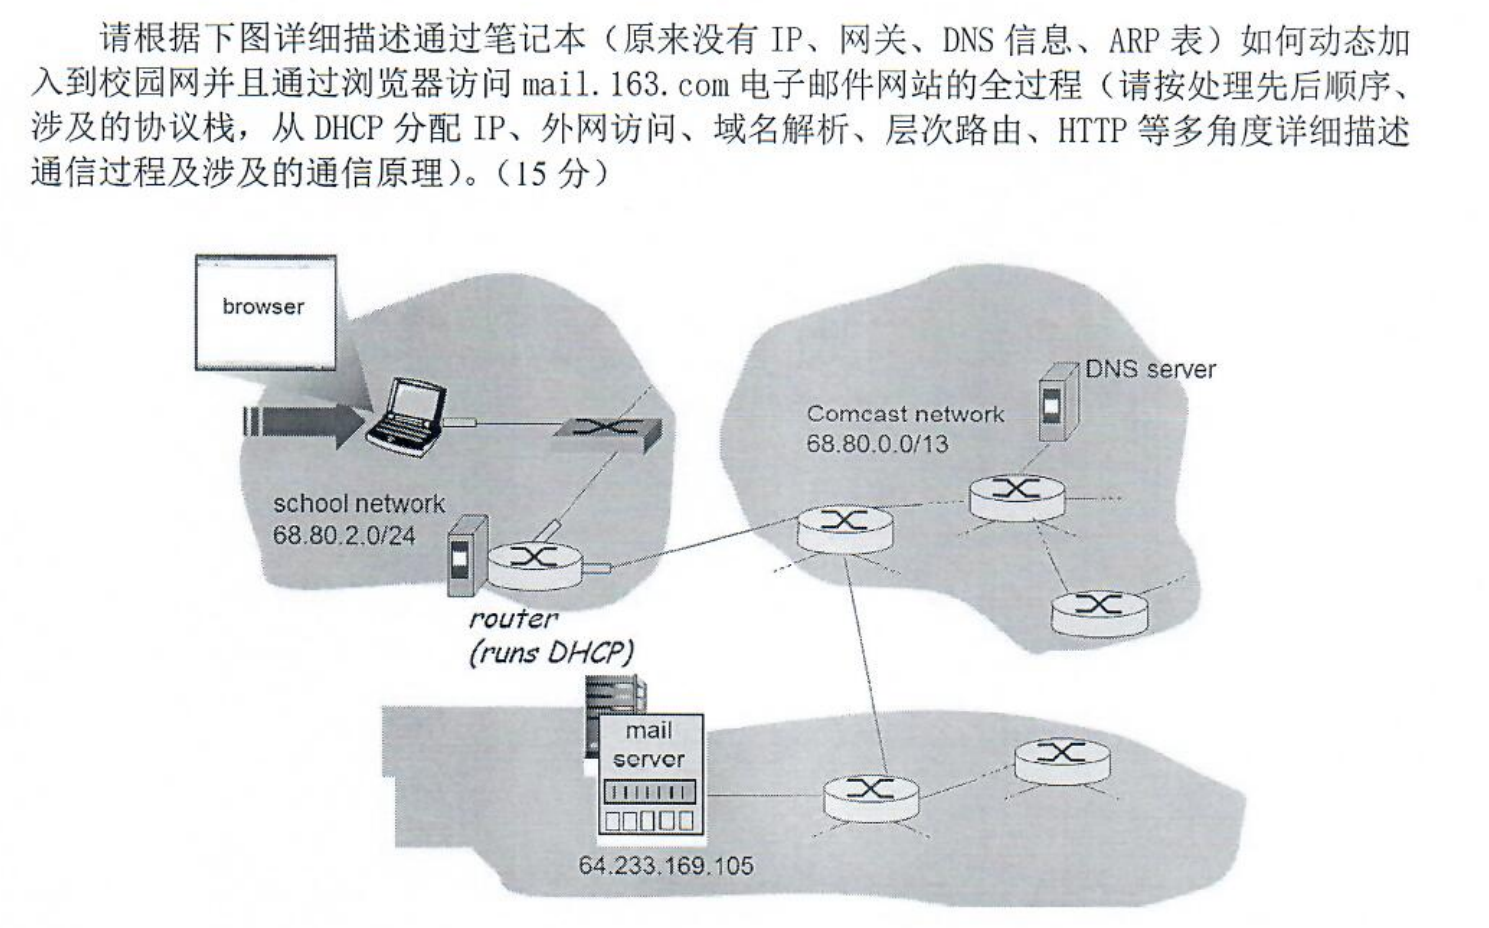 请根据下图详细描述通过笔记本（原来没有 IP、网关、DNS 信息、ARP 表）如何动态加
入到校园网并且通过浏览器访问 mail.163.com 电子邮件网站的全过程（请按处理先后顺序、
涉及的协议栈，从 DHCP 分配 IP、外网访问、域名解析、层次路由、HTTP 等多角度详细描述
通信过程及涉及的通信原理）。（15 分）
browser
DNS server
Comcast network
68.80.0.0/13
school network
68.80.2.0/24
router
(runs DHCP)
mail
server
64.233.169.105